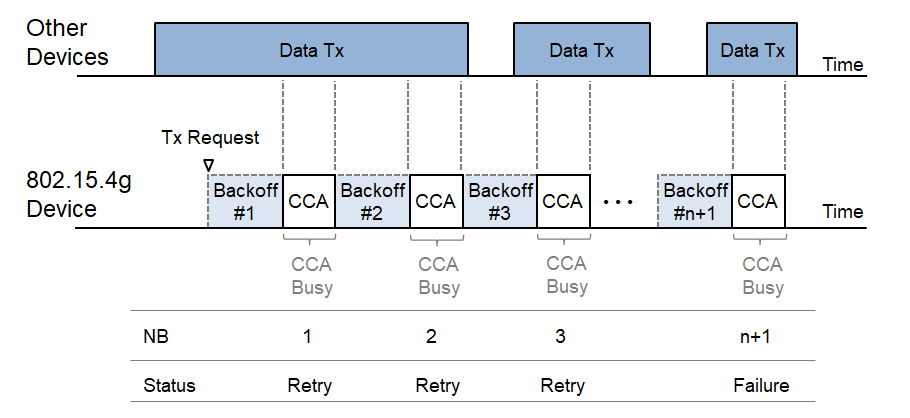 Other
Devices
Data Tx
Data Tx
Data Tx
Time
Tx Request
802.15.4g
Device
Backoff
#1
CCA
Backoff
#2
CCA
Backoff
#3
CCA
• • •
Backoff
#n+1
CCA
Time
CCA
Busy
CCA
Busy
CCA
Busy
CCA
Busy
NB 1 2 3 n+1
Status Retry Retry Retry Failure